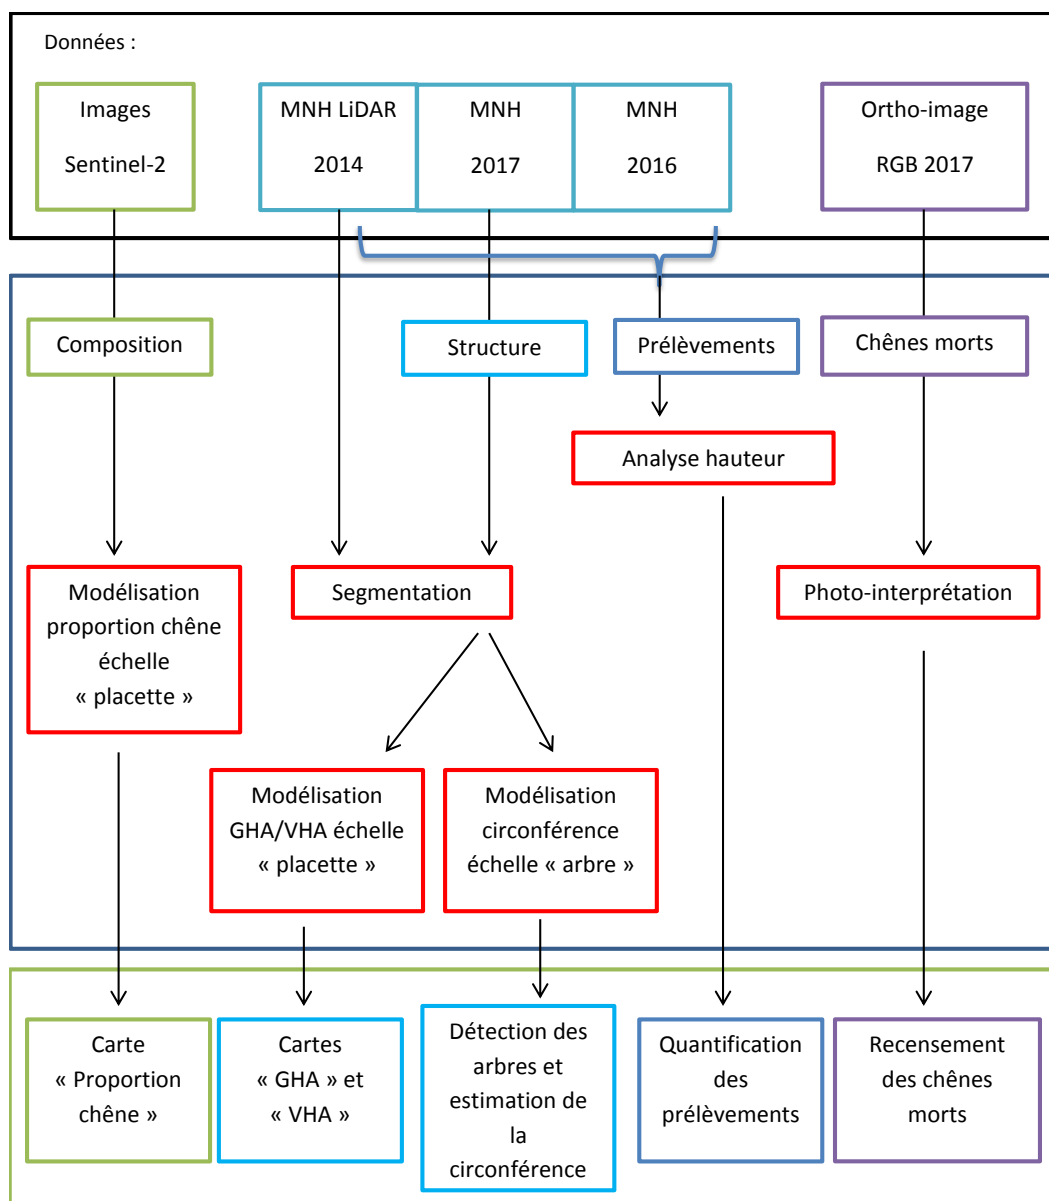 Données :
Images
Sentinel-2
MNH LiDAR
2014
MNH
2017
MNH
2016
Ortho-image
RGB 2017
Composition
Structure
Prélèvements
Chênes morts
Analyse hauteur
Modélisation
proportion chêne
échelle
« placette »
Segmentation
Photo-interprétation
Modélisation
GHA/VHA échelle
« placette »
Modélisation
circonférence
échelle « arbre »
Carte
« Proportion
chêne »
Cartes
« GHA » et
« VHA »
Détection des
arbres et
estimation de
la
circonférence
Quantification
des
prélèvements
Recensement
des chênes
morts